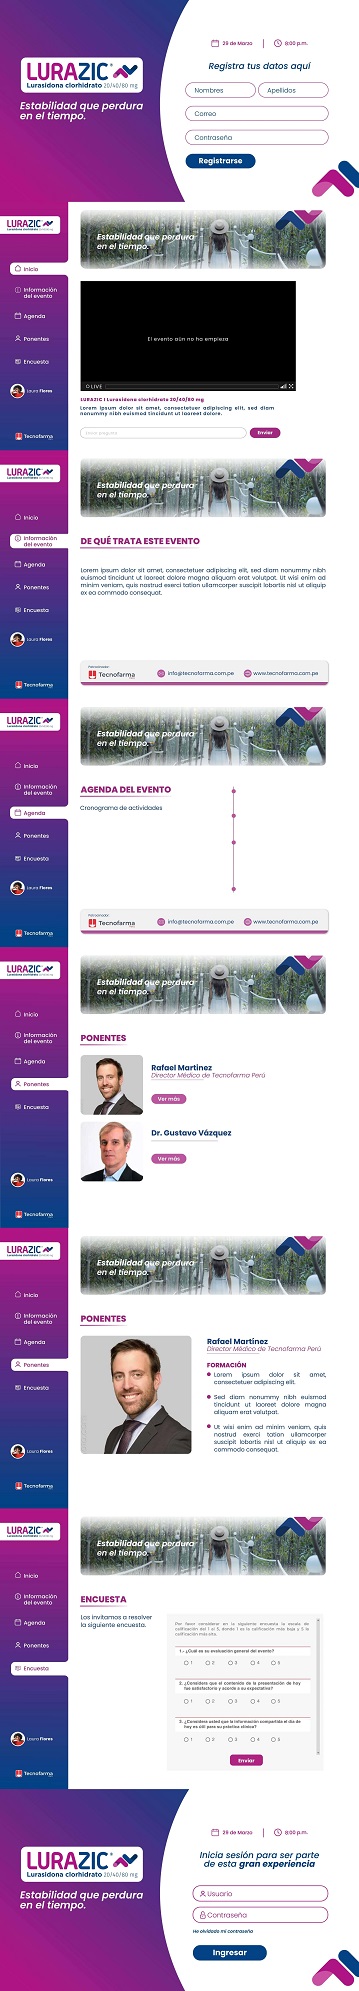 29 de Marzo | 8:00 p.m.
LURAZIC
Lurasidona clorhidrato 20/40/80 mg
Estabilidad que perdura
en el tiempo.
Registra tus datos aquí
Nombres
Apellidos
Correo
Contraseña
Registrarse
LURAZIC
Lurasidona clorhidrato 20/40/80 mg
Estabilidad que perdura
en el tiempo.
Inicio
Información
del evento
Agenda
Ponentes
Encuesta
Laura Flores
Tecnofarma
El evento aún no ha empieza
LIVE
LURAZIC I Lurasidona clorhidrato 20/40/80 mg
Lorem ipsum dolor sit amet, consectetuer adipiscing elit, sed diam
nonummy nibh euismod tincidunt ut laoreet dolore.
Enviar
LURAZIC
Estabilidad que perdura
en el tiempo.
Inicio
Información
del evento
Agenda
Ponentes
Encuesta
Laura Flores
Tecnofarma
DE QUÉ TRATA ESTE EVENTO
Lorem ipsum dolor sit amet, consectetuer adipiscing elit, sed diam nonummy nibh
euismod tincidunt ut laoreet dolore magna aliquam erat volutpat. Ut wisi enim ad
minim veniam, quis nostrud exerci tation ullamcorper suscipit lobortis nisl ut aliquip
ex ea commodo consequat.
Patrocinador:
Tecnofarma
info@tecnofarma.com.pe
www.tecnofarma.com.pe
LURAZIC
Estabilidad que perdura
en el tiempo.
Inicio
Información
del evento
Agenda
Ponentes
Encuesta
Laura Flores
Tecnofarma
AGENDA DEL EVENTO
Cronograma de actividades
Patrocinador:
Tecnofarma
info@tecnofarma.com.pe
www.tecnofarma.com.pe
LURAZIC
Estabilidad que perdura
en el tiempo.
Inicio
Información
del evento
Agenda
Ponentes
Encuesta
Laura Flores
Tecnofarma
PONENTES
Rafael Martínez
Director Médico de Tecnofarma Perú
Ver más
Dr. Gustavo Vázquez
Ver más
LURAZIC
Estabilidad que perdura
en el tiempo.
Inicio
Información
del evento
Agenda
Ponentes
Encuesta
Laura Flores
Tecnofarma
PONENTES
Rafael Martínez
Director Médico de Tecnofarma Perú
FORMACIÓN
Lorem ipsum dolor sit amet,
consectetuer adipiscing elit.
Sed diam nonummy nibh euismod
tincidunt ut laoreet dolore magna
aliquam erat volutpat.
Ut wisi enim ad minim veniam, quis
nostrud exerci tation ullamcorper
suscipit lobortis nisl ut aliquip ex ea
commodo consequat.
LURAZIC
Estabilidad que perdura
en el tiempo.
Inicio
Información
del evento
Agenda
Ponentes
Encuesta
Laura Flores
Tecnofarma
ENCUESTA
Los invitamos a resolver
la siguiente encuesta.
Por favor considerar en la siguiente encuesta la escala de
calificación del 1 al 5, donde 1 es la calificación más baja y 5 la
calificación más alta.
1.- ¿Cuál es su evaluación general del evento?
1 2 3 4 5
2. ¿Considera que el contenido de la presentación de hoy
fue satisfactorio y acorde a su expectativa?
1 2 3 4 5
3. ¿Considera usted que la información compartida el día de
hoy es útil para su práctica clínica?
1 2 3 4 5
Enviar
29 de Marzo | 8:00 p.m.
LURAZIC
Lurasidona clorhidrato 20/40/80 mg
Estabilidad que perdura
en el tiempo.
Inicia sesión para ser parte
de esta gran experiencia
Usuario
Contraseña
He olvidado mi contraseña
Ingresar